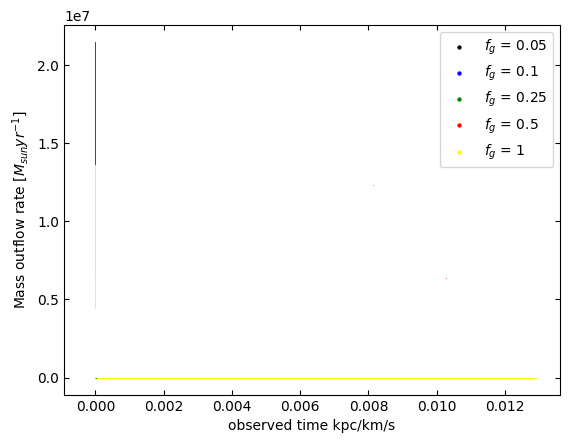 1e7
2.0
1.5
1.0
0.5
0.0
Mass outflow rate [M_sun yr^−1]
0.000
0.002
0.004
0.006
0.008
0.010
0.012
observed time kpc/km/s
f_g = 0.05
f_g = 0.1
f_g = 0.25
f_g = 0.5
f_g = 1